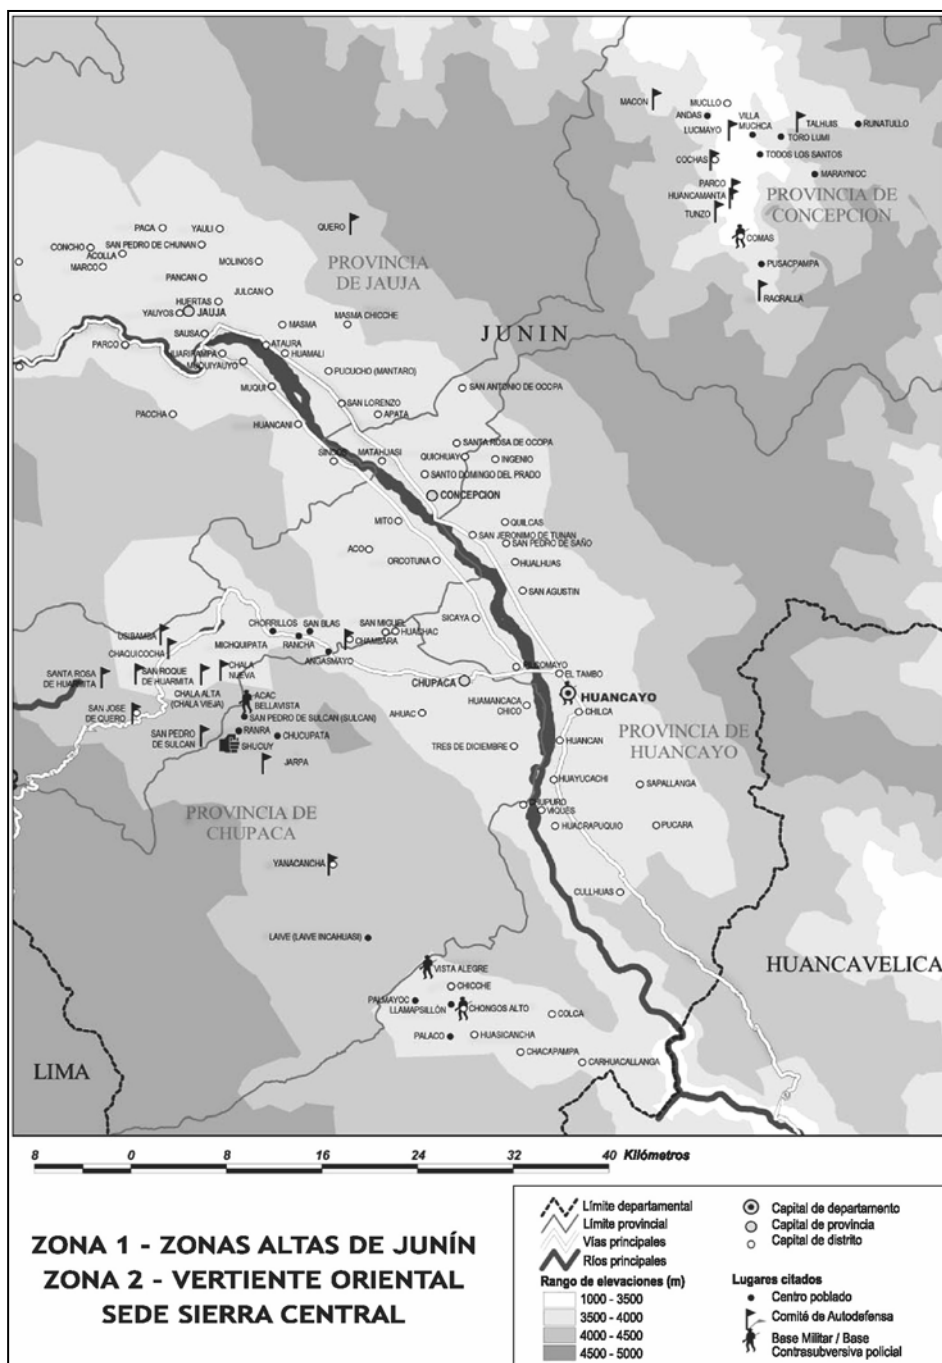 MACON
MUCLLO
ANDAS
VILLA
MUCHCA
LUCMAYO
TALHUIS
RUNATULLO
TORO LUMI
COCHAS
TODOS LOS SANTOS
MARAYNIOC
PARCO
HUANCAMANTA
PROVINCIA DE
CONCEPCION
TUNZO
COMAS
PUSACPAMPA
RACRALLA
QUERO
PACA
YAULI
CONCHO
SAN PEDRO DE CHUNAN
ACOLLA
MARCO
MOLINOS
PROVINCIA
DE JAUJA
PANCAN
JULCAN
HUERTAS
YAUYOS
JAUJA
MASMA
MASMA CHICCHE
JUNIN
SAUSA
PARCO
ATAURA
HUARIPAMPA
HUAMALI
MUQUIYAUYO
PUCUCHO (MANTARO)
MUQUI
SAN ANTONIO DE OCOPA
SAN LORENZO
PACCHA
APATA
HUANCANI
SANTA ROSA DE OCOPA
SINCOS
MATAHUASI
QUICHUAY
INGENIO
SANTO DOMINGO DEL PRADO
CONCEPCION
MITO
QUILCAS
SAN JERONIMO DE TUNAN
SAN PEDRO DE SAÑO
ACO
ORCOTUNA
HUALHUAS
SAN AGUSTIN
SICAYA
CHORRILLOS
SAN BLAS
SAN MIGUEL
HUACHAC
USIBAMBA
RANCHA
CHAMBARA
CHAQUICOCHA
MICHQUIPATA
ANGASMAYO
PILCOMAYO
EL TAMBO
SANTA ROSA
DE HUARMITA
SAN ROQUE
DE HUARMITA
CHALA
NUEVA
CHALA ALTA
(CHALA VIEJA)
CHUPACA
HUANCAYO
ACAC
BELLAVISTA
HUAMANCACA
CHICO
CHILCA
SAN JOSE
DE QUERO
SAN PEDRO DE SULCAN (SULCAN)
AHUAC
RANRA
CHUCUPATA
SAN PEDRO
DE SULCAN
SHUCUY
TRES DE DICIEMBRE
HUANCAN
PROVINCIA DE
HUANCAYO
JARPA
HUAYUCACHI
SAPALLANGA
PROVINCIA DE
CHUPACA
CHUPURO
VIQUES
HUACRAPUQUIO
PUCARA
YANACANCHA
CULLHUAS
LAIVE (LAIVE INCAHUASI)
HUANCAVELICA
VISTA ALEGRE
CHICCHE
PALMAYOC
LLAMAPSILLÓN
CHONGOS ALTO
COLCA
PALACO
HUASICANCHA
CHACAPAMPA
CARHUACALLANGA
LIMA
8 0 8 16 24 32 40 Kilómetros
ZONA 1 - ZONAS ALTAS DE JUNÍN
ZONA 2 - VERTIENTE ORIENTAL
SEDE SIERRA CENTRAL
Límite departamental
Límite provincial
Vías principales
Ríos principales
Rango de elevaciones (m)
1000 - 3500
3500 - 4000
4000 - 4500
4500 - 5000
Capital de departamento
Capital de provincia
Capital de distrito
Lugares citados
Centro poblado
Comité de Autodefensa
Base Militar / Base
Contrasubversiva policial